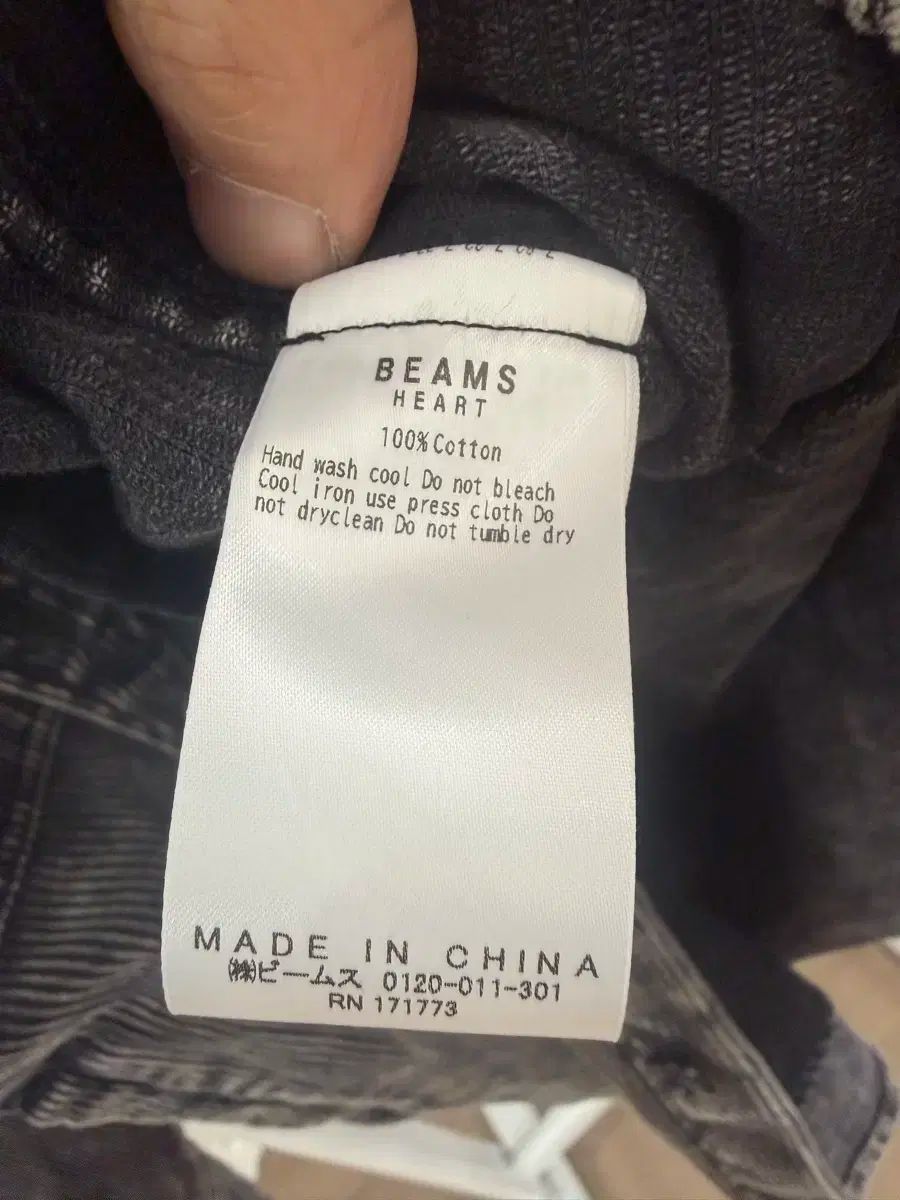 BEAMS
HEART
100%Cotton
Hand wash cool Do not bleach
Cool iron use press cloth Do
not dryclean Do not tumble dry
MADE IN CHINA
㈱ビームス 0120-011-301
RN 171773